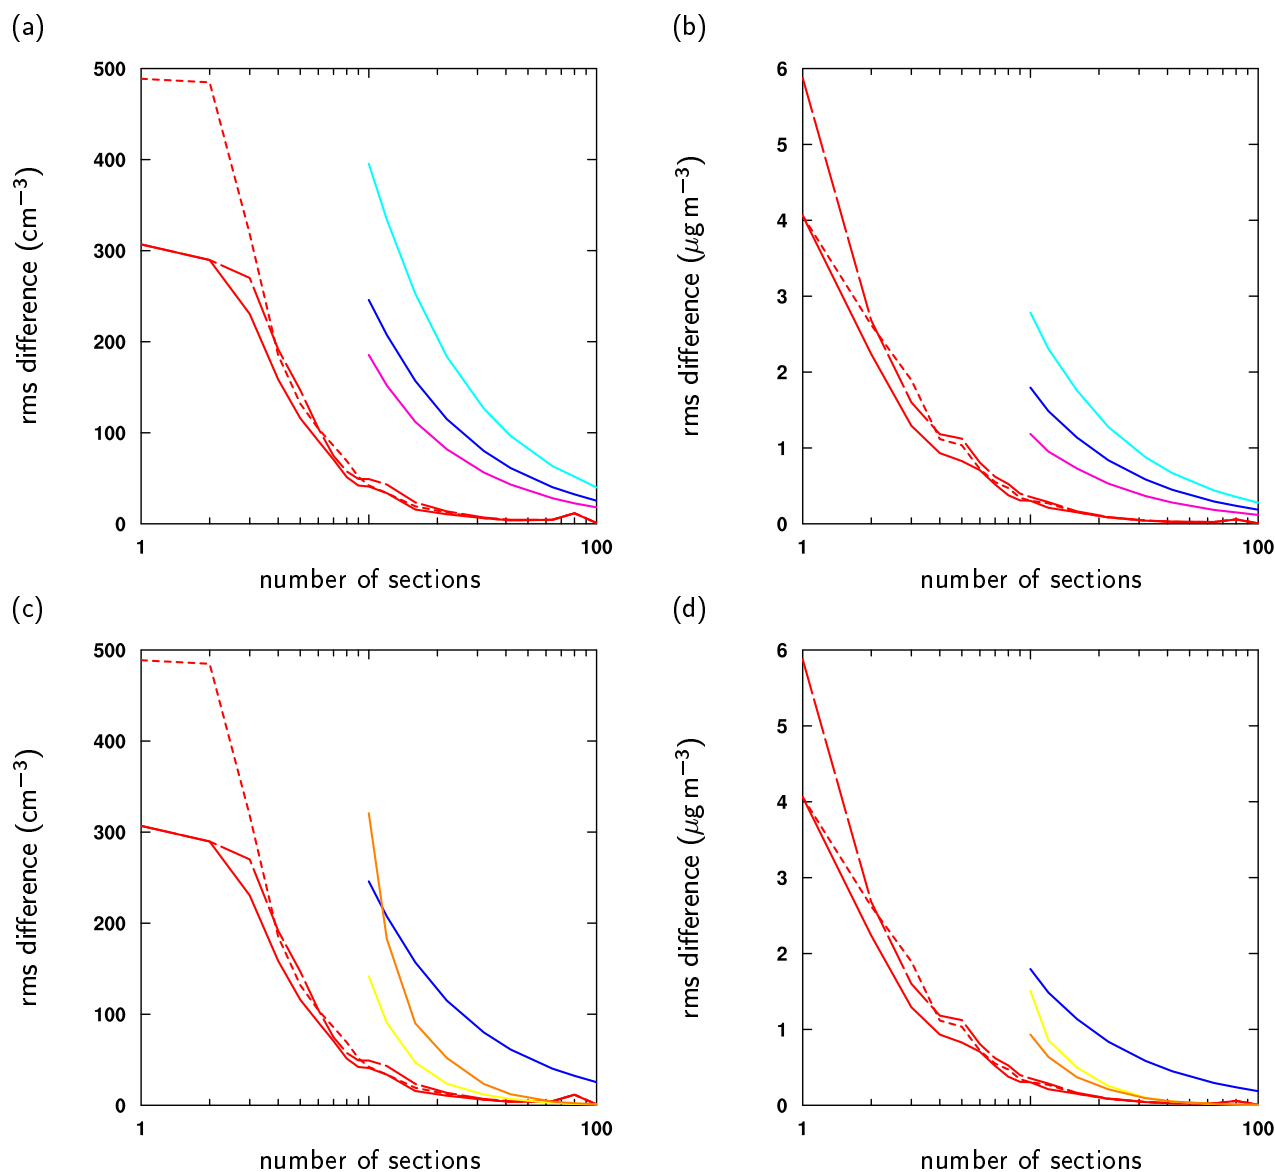 (a)
500
400
300
200
100
0
rms difference (cm⁻³)
1
100
number of sections
(b)
6
5
4
3
2
1
0
rms difference (μg m⁻³)
1
100
number of sections
(c)
500
400
300
200
100
0
rms difference (cm⁻³)
1
100
number of sections
(d)
6
5
4
3
2
1
0
rms difference (μg m⁻³)
1
100
number of sections